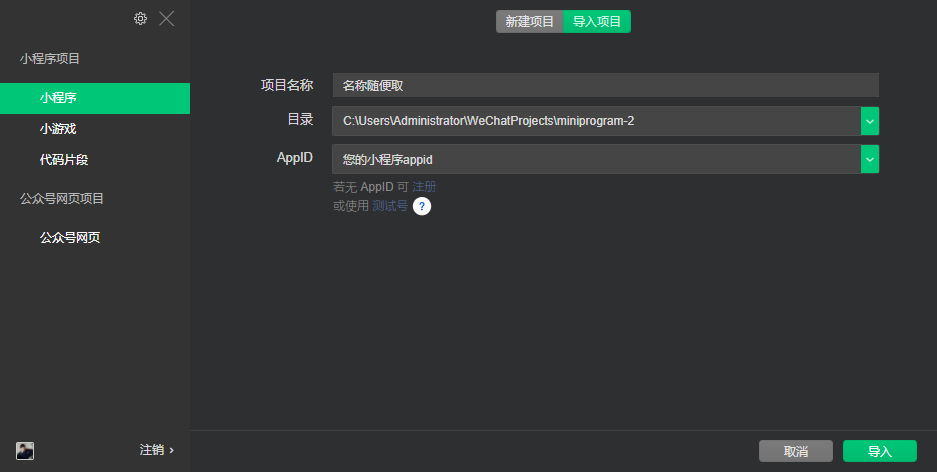 小程序项目
小程序
小游戏
代码片段
公众号网页项目
公众号网页
注销 ›
新建项目 导入项目
项目名称 名称随便取
目录 C:\Users\Administrator\WeChatProjects\miniprogram-2
AppID 您的小程序appid
若无 AppID 可 注册
或使用 测试号 ?
取消 导入